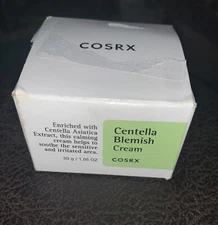 COSRX
Enriched with
Centella Asiatica
Extract, this calming
cream helps to
soothe the sensitive
and irritated area.
30 g / 1.05 OZ
Centella
Blemish
Cream
COSRX